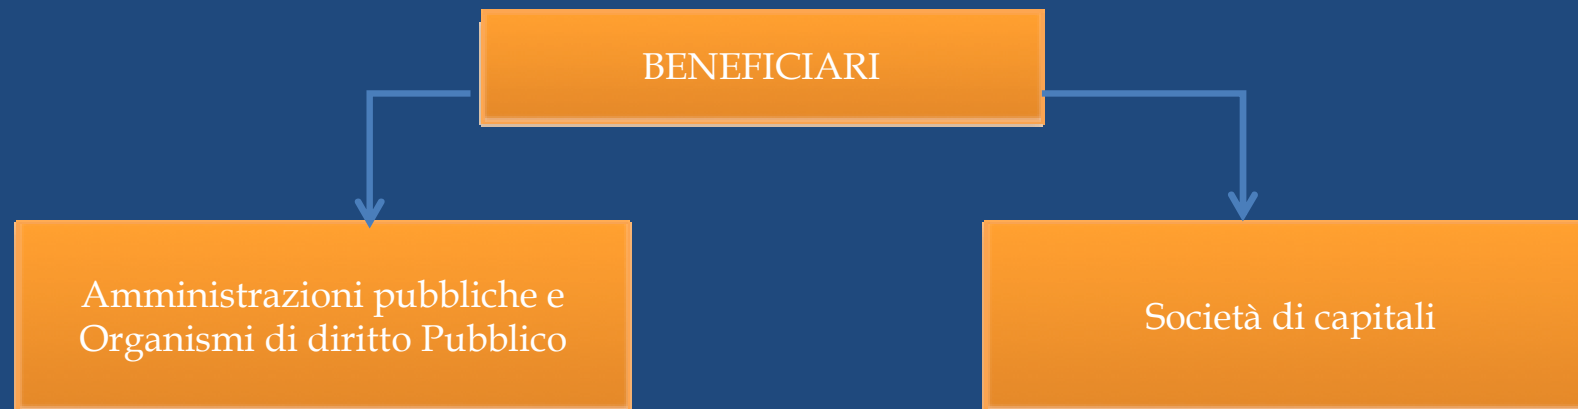 BENEFICIARI
Amministrazioni pubbliche e
Organismi di diritto Pubblico
Società di capitali